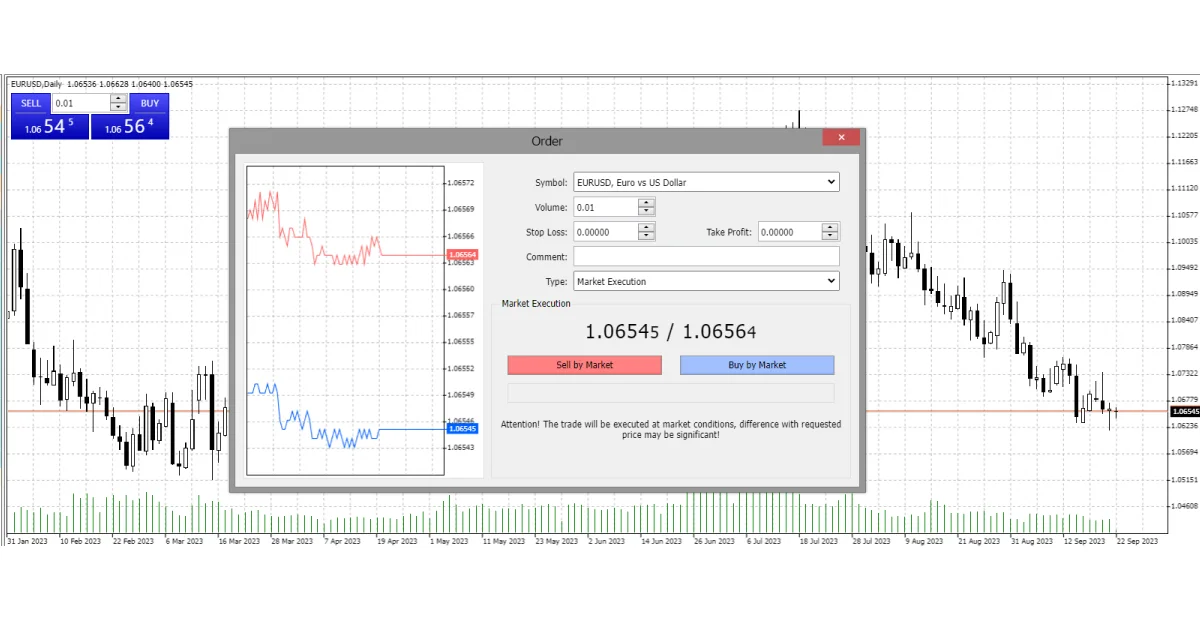 EURUSD,Daily 1.06536 1.06628 1.06400 1.06545
SELL 0.01 BUY
1.06 54 5 1.06 56 4
Order
Symbol: EURUSD, Euro vs US Dollar
Volume: 0.01
Stop Loss: 0.00000 Take Profit: 0.00000
Comment:
Type: Market Execution
Market Execution
1.06545 / 1.06564
Sell by Market Buy by Market
Attention! The trade will be executed at market conditions, difference with requested
price may be significant!
1.06572
1.06569
1.06566
1.06564
1.06563
1.06560
1.06557
1.06555
1.06552
1.06549
1.06546
1.06545
1.06543
1.13291
1.12748
1.12205
1.11663
1.11120
1.10577
1.10035
1.09492
1.08949
1.08407
1.07864
1.07322
1.06779
1.06545
1.06236
1.05694
1.05151
1.04608
31 Jan 2023 10 Feb 2023 22 Feb 2023 6 Mar 2023 16 Mar 2023 28 Mar 2023 7 Apr 2023 19 Apr 2023 1 May 2023 11 May 2023 23 May 2023 2 Jun 2023 14 Jun 2023 26 Jun 2023 6 Jul 2023 18 Jul 2023 28 Jul 2023 9 Aug 2023 21 Aug 2023 31 Aug 2023 12 Sep 2023 22 Sep 2023